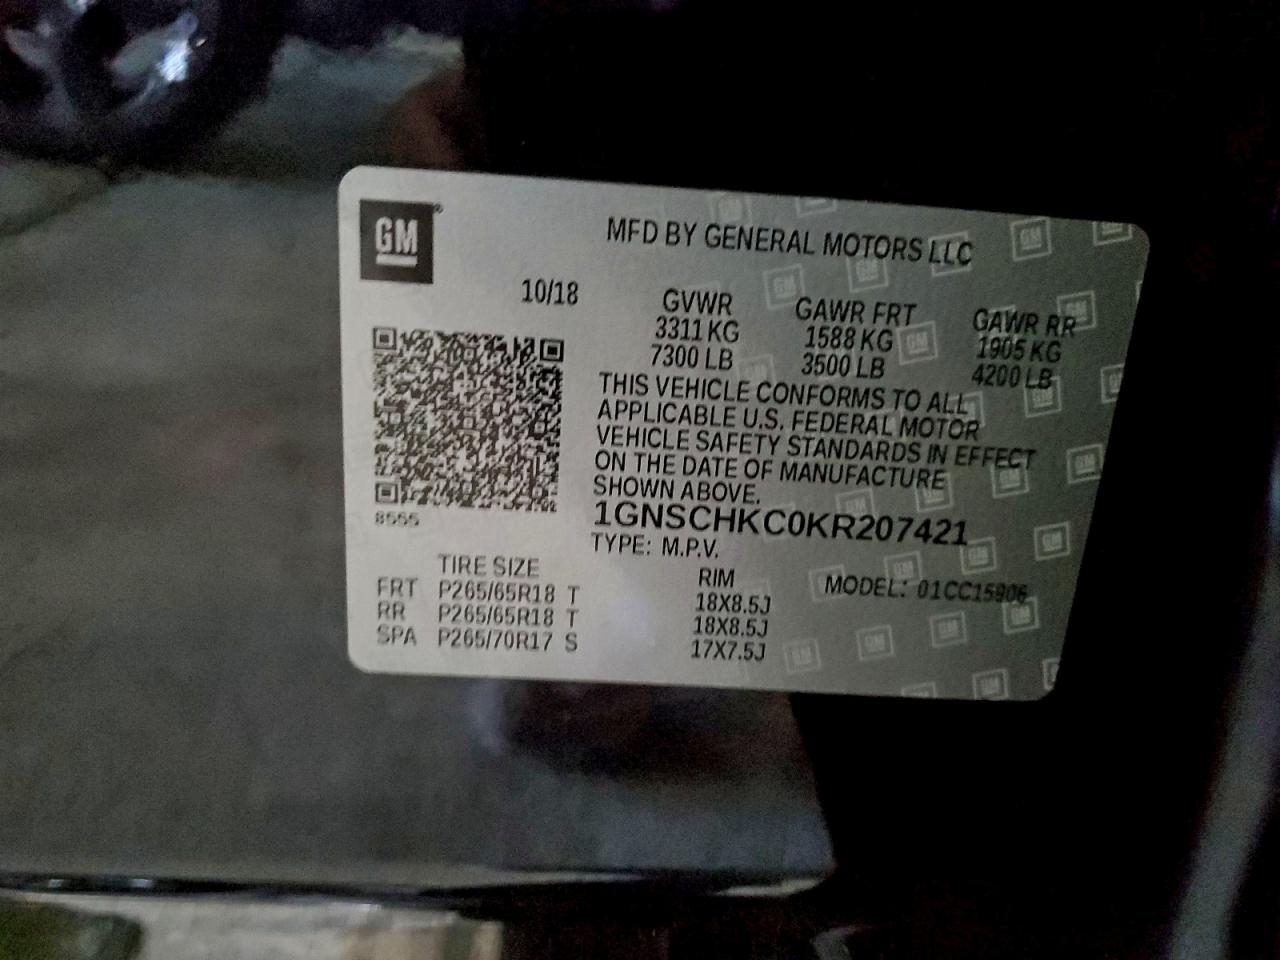 GM
MFD BY GENERAL MOTORS LLC
10/18
GVWR GAWR FRT GAWR RR
3311 KG 1588 KG 1905 KG
7300 LB 3500 LB 4200 LB
THIS VEHICLE CONFORMS TO ALL
APPLICABLE U.S. FEDERAL MOTOR
VEHICLE SAFETY STANDARDS IN EFFECT
ON THE DATE OF MANUFACTURE
SHOWN ABOVE.
8555
1GNSCHKC0KR207421
TYPE: M.P.V.
TIRE SIZE RIM MODEL: 01CC15906
FRT P265/65R18 T 18X8.5J
RR P265/65R18 T 18X8.5J
SPA P265/70R17 S 17X7.5J